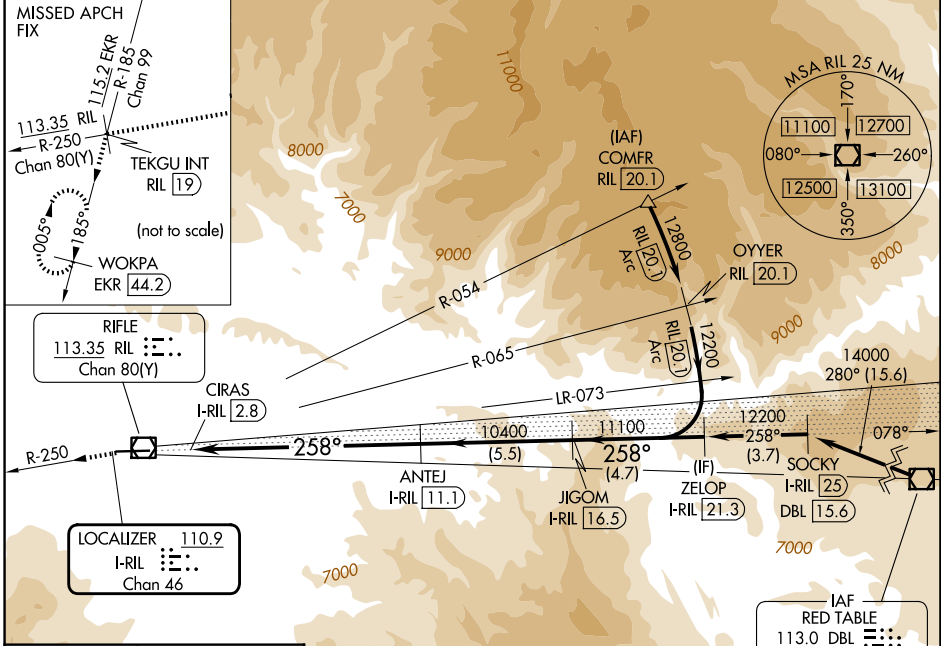 MISSED APCH
FIX
115.2 EKR
R-185
Chan 99
113.35 RIL
R-250
Chan 80(Y)
TEKGU INT
RIL 19
005°
185°
(not to scale)
WOKPA
EKR 44.2
11000
8000
7000
9000
(IAF)
COMFR
RIL 20.1
12800
RIL 20.1
Arc
OYYER
RIL 20.1
12200
RIL 20.1
Arc
MSA RIL 25 NM
170°
11100
12700
080°
260°
12500
13100
350°
8000
9000
R-054
R-065
LR-073
14000
280° (15.6)
RIFLE
113.35 RIL
Chan 80(Y)
CIRAS
I-RIL 2.8
R-250
258°
10400
(5.5)
11100
258°
(4.7)
12200
258°
(3.7)
078°
ANTEJ
I-RIL 11.1
JIGOM
I-RIL 16.5
(IF)
ZELOP
I-RIL 21.3
SOCKY
I-RIL 25
DBL 15.6
LOCALIZER 110.9
I-RIL
Chan 46
7000
7000
IAF
RED TABLE
113.0 DBL